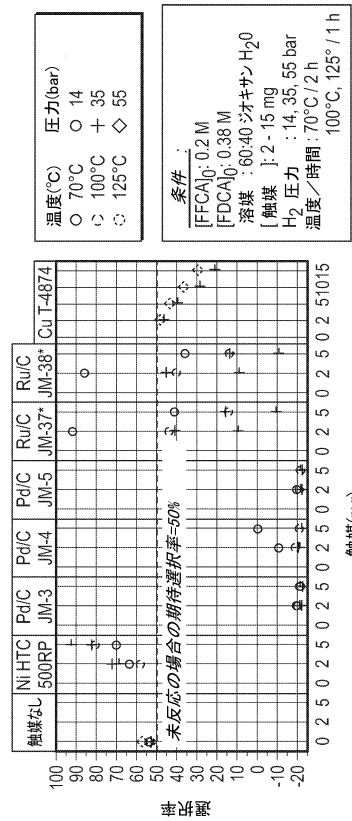 触媒なし
Ni HTC
500RP
Pd/C
JM-3
Pd/C
JM-4
Pd/C
JM-5
Ru/C
JM-37*
Ru/C
JM-38*
Cu T-4874
選択率
100
90
80
70
60
50
40
30
20
10
0
-10
-20
未反応の場合の期待選択率=50%
0 2 5 0 2 5 0 2 5 0 2 5 0 2 5 0 2 5 0 2 5 0 2 5 10 15
温度(°C) 圧力(bar)
70°C 14
100°C 35
125°C 55
条件
[FFCA]0: 0.2 M
[FDCA]0: 0.38 M
溶媒 : 60:40 ジオキサン H2O
[ 触媒 ]: 2 - 15 mg
H2 圧力 : 14, 35, 55 bar
温度/時間 : 70°C / 2 h
100°C, 125° / 1 h